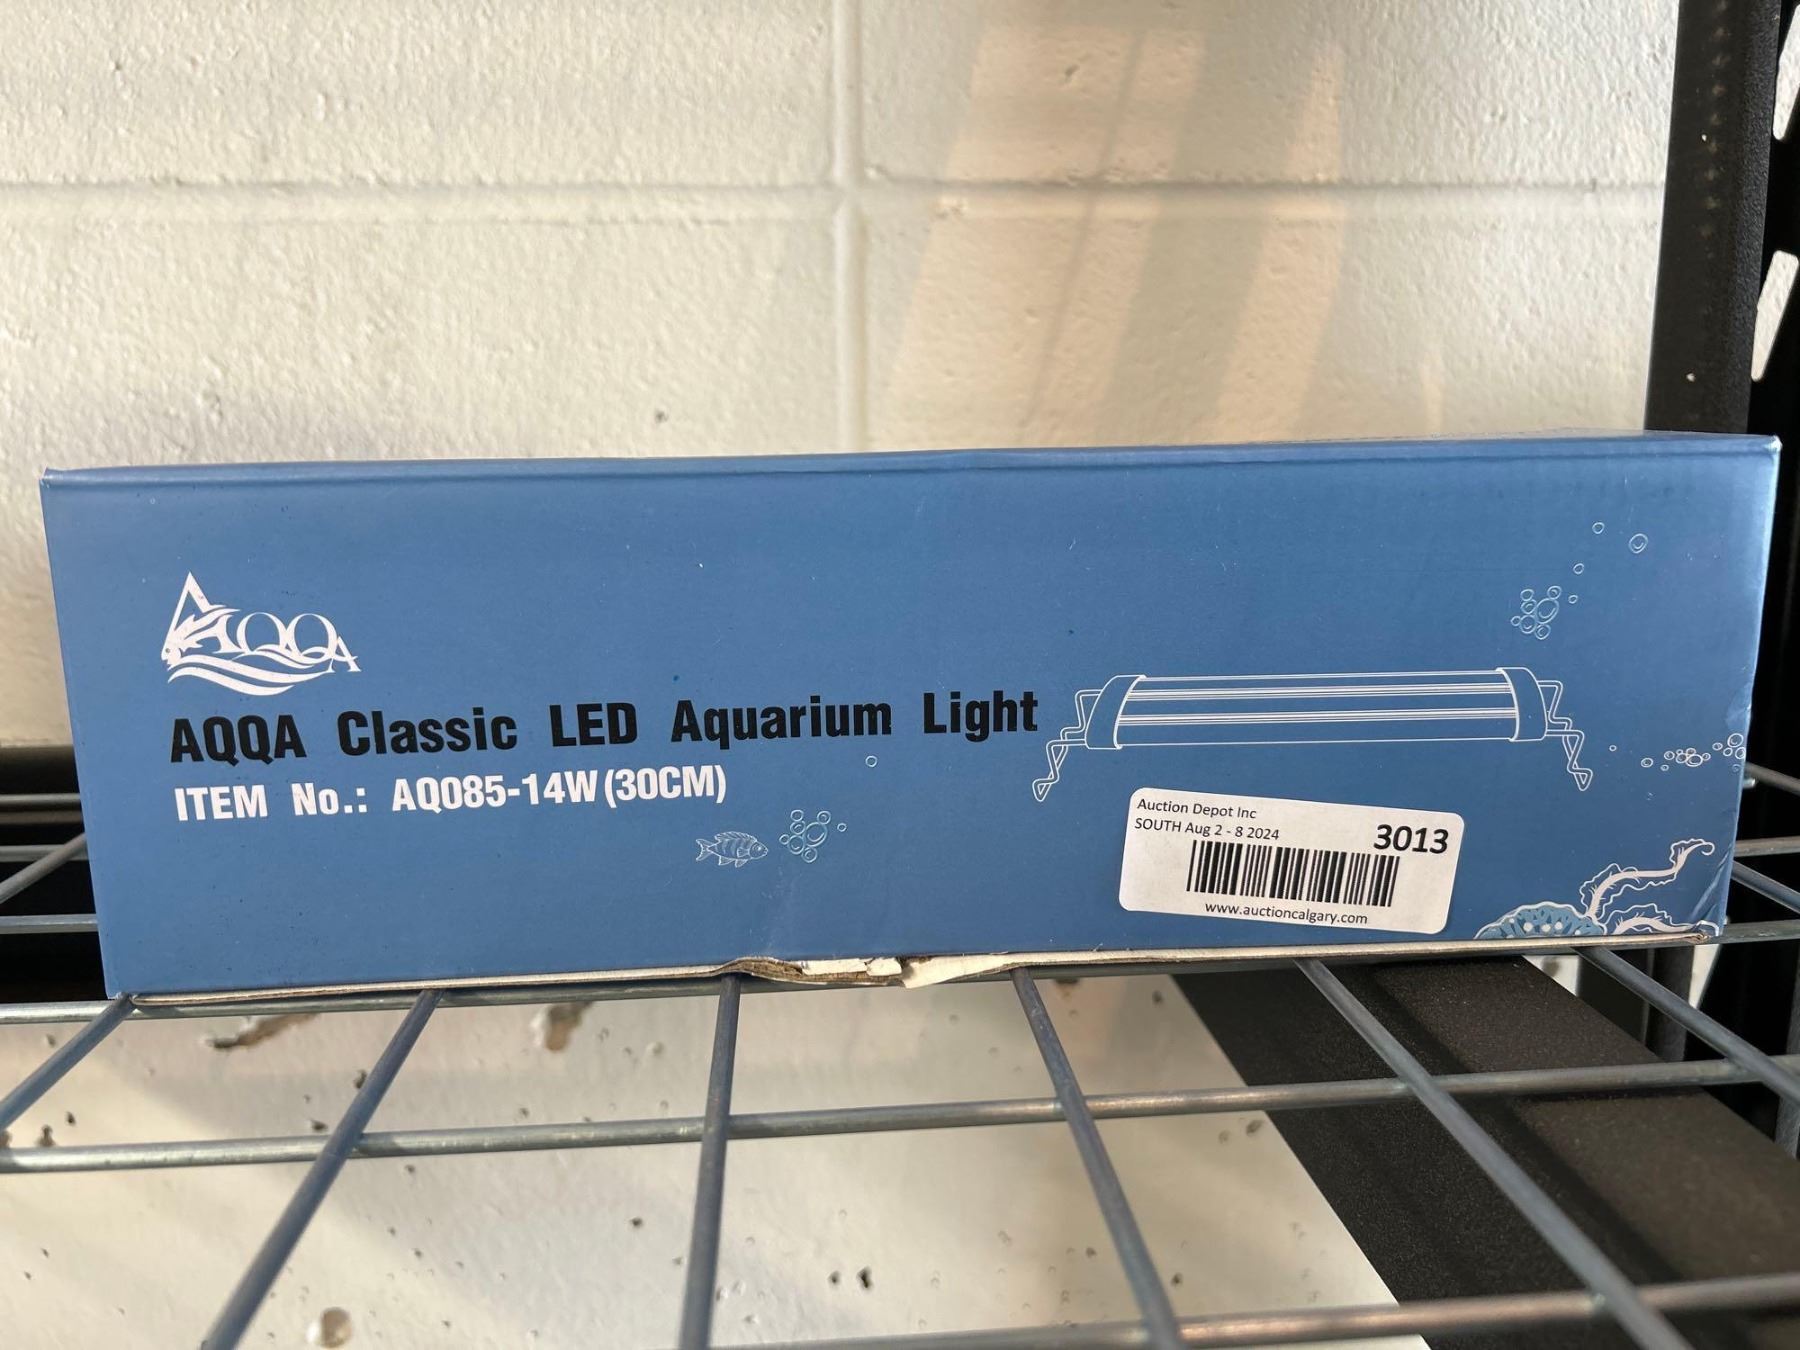 AQQA
AQQA Classic LED Aquarium Light
ITEM No.: AQ085-14W(30CM)
Auction Depot Inc
SOUTH Aug 2 - 8 2024
3013
www.auctioncalgary.com